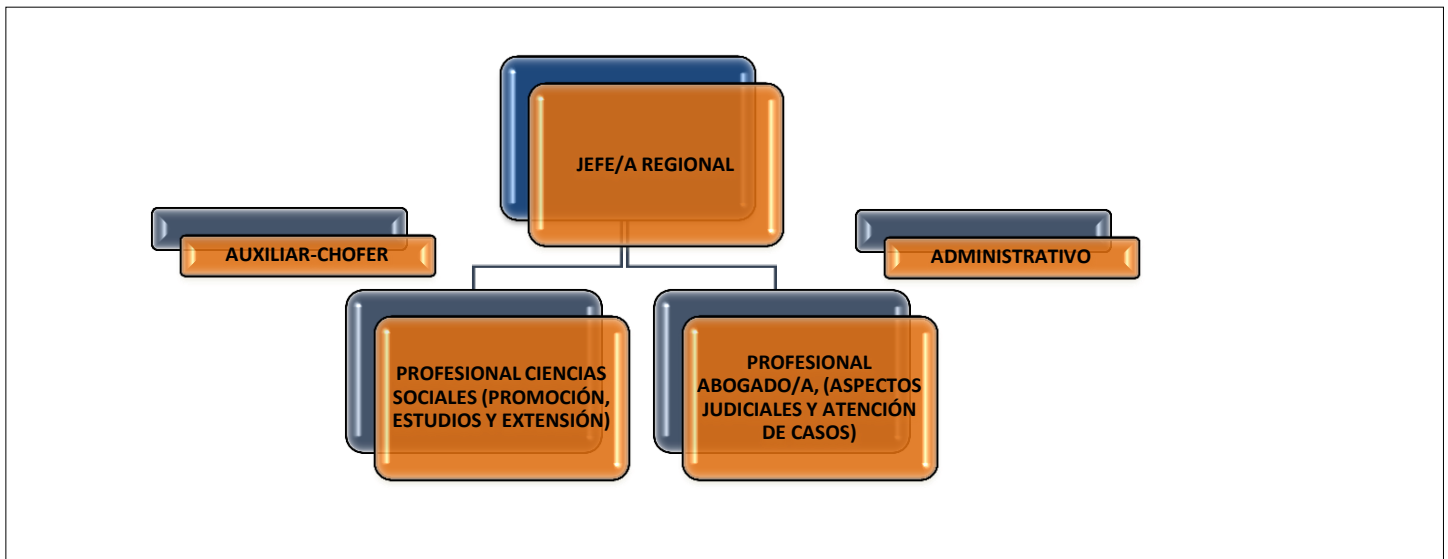 JEFE/A REGIONAL
AUXILIAR-CHOFER
ADMINISTRATIVO
PROFESIONAL CIENCIAS
SOCIALES (PROMOCIÓN,
ESTUDIOS Y EXTENSIÓN)
PROFESIONAL
ABOGADO/A, (ASPECTOS
JUDICIALES Y ATENCIÓN
DE CASOS)